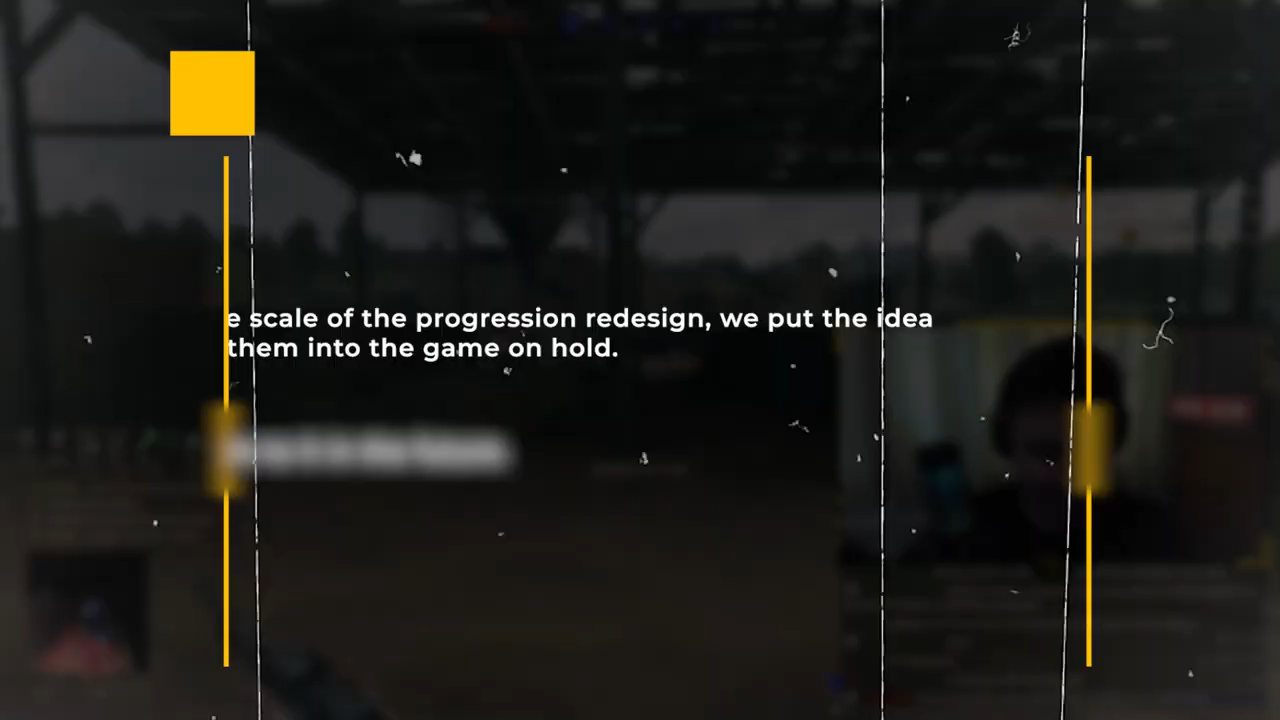 e scale of the progression redesign, we put the idea
them into the game on hold.